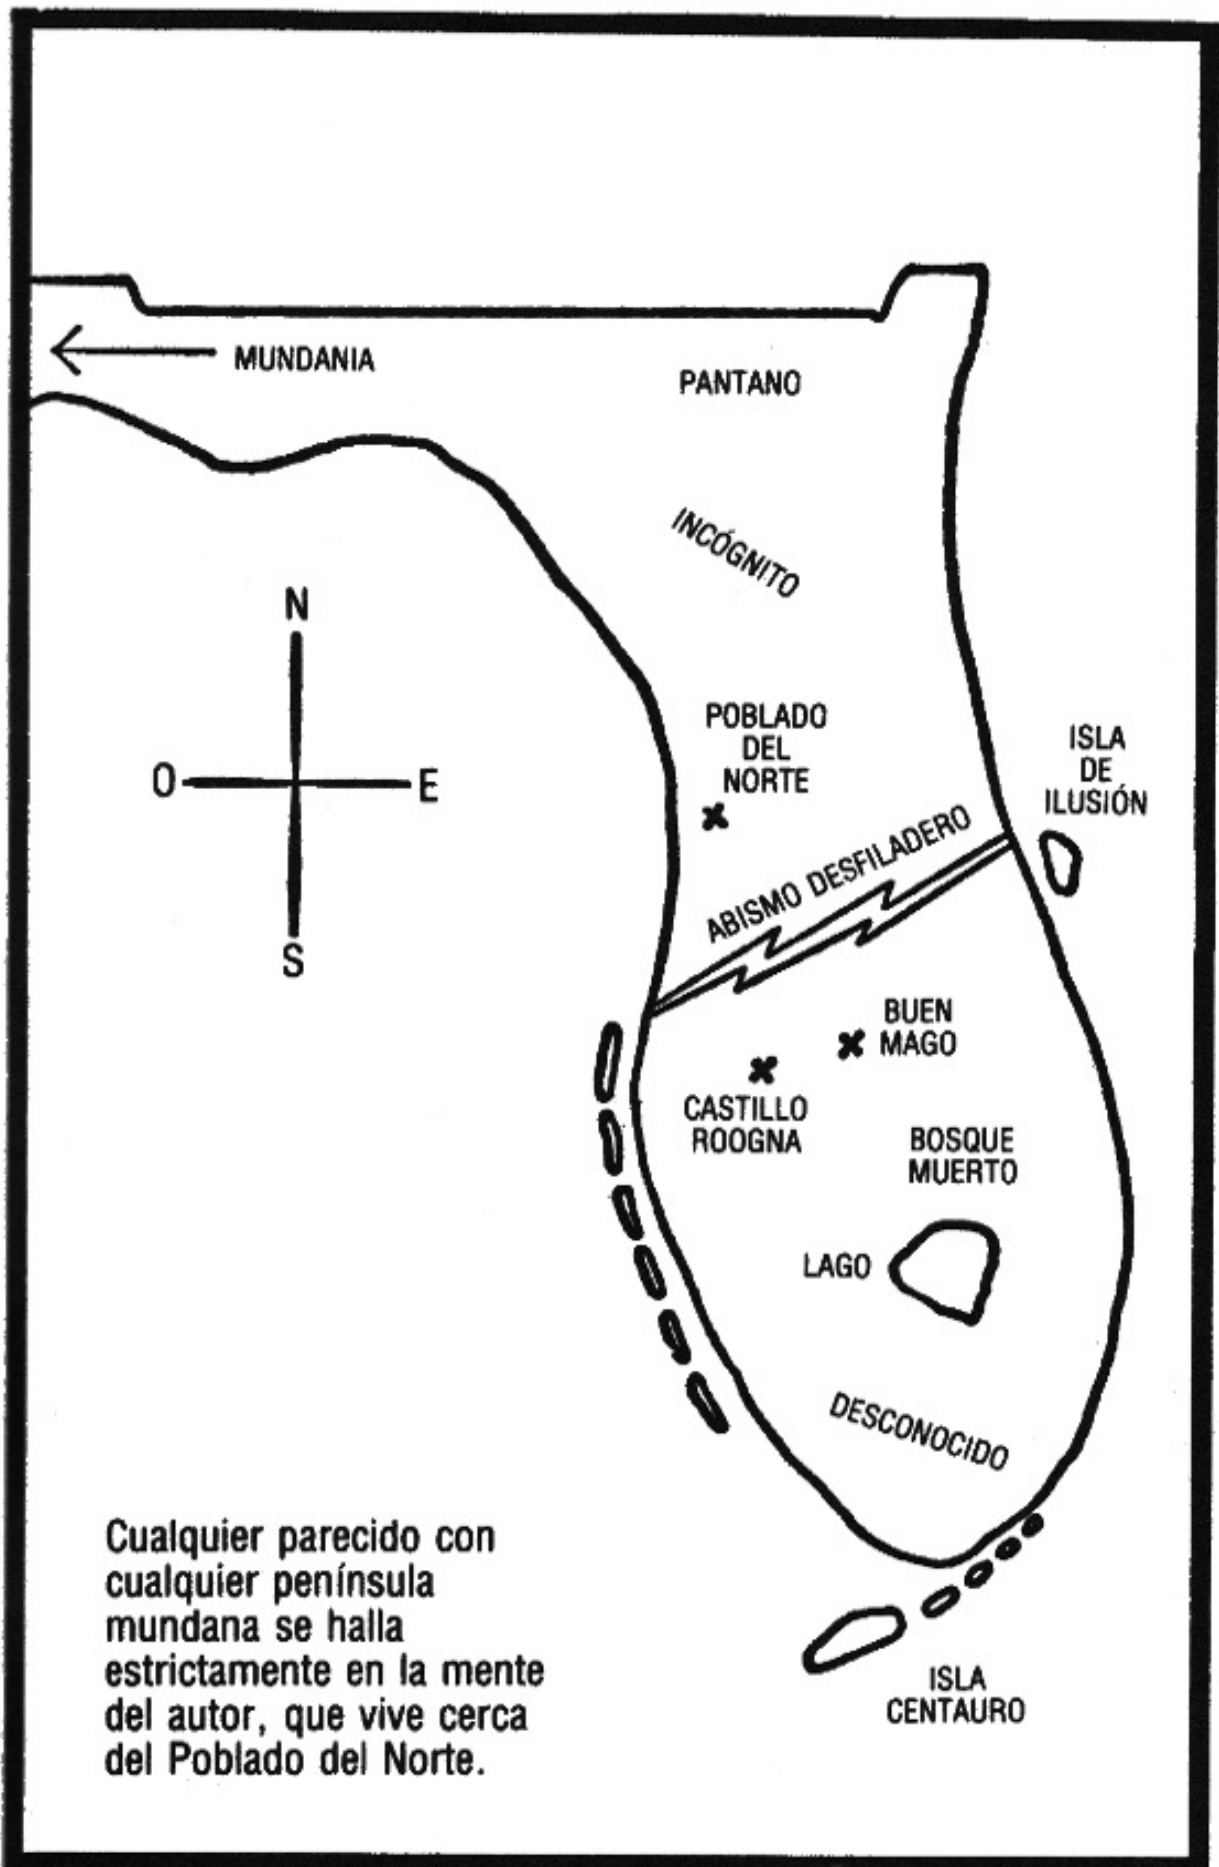 MUNDANIA
PANTANO
INCÓGNITO
N
O
E
S
POBLADO
DEL
NORTE
ISLA
DE
ILUSIÓN
ABISMO DESFILADERO
BUEN
MAGO
CASTILLO
ROOGNA
BOSQUE
MUERTO
LAGO
DESCONOCIDO
Cualquier parecido con
cualquier península
mundana se halla
estrictamente en la mente
del autor, que vive cerca
del Poblado del Norte.
ISLA
CENTAURO